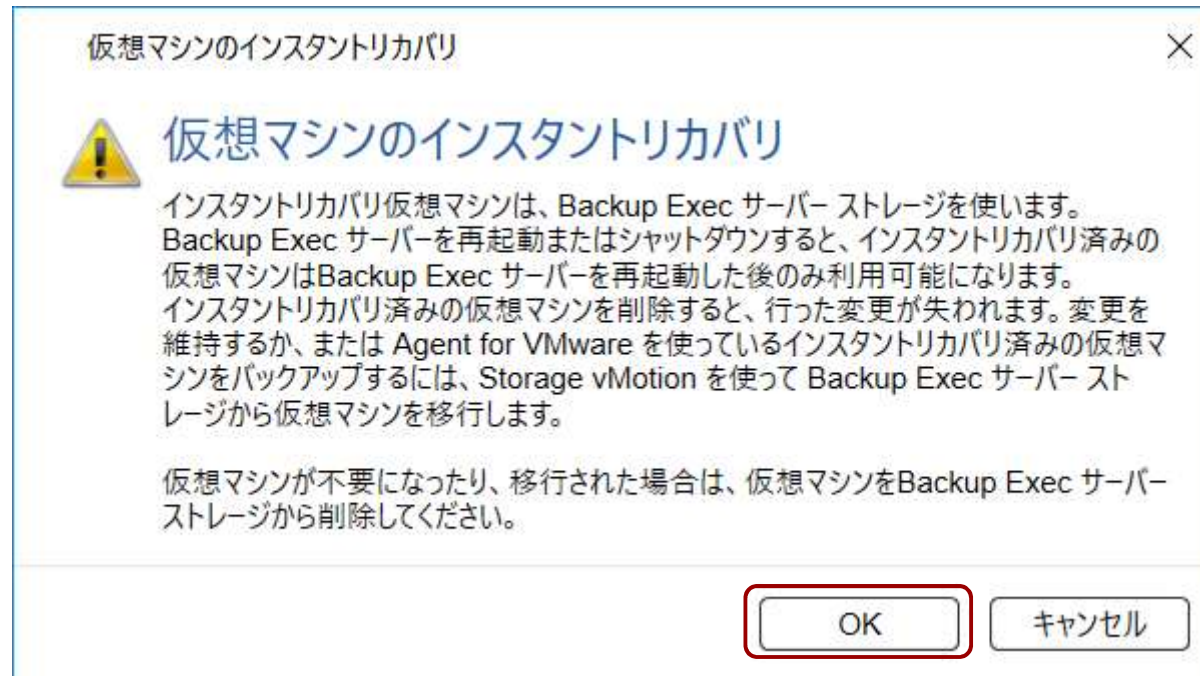 仮想マシンのインスタントリカバリ
仮想マシンのインスタントリカバリ
インスタントリカバリ仮想マシンは、Backup Exec サーバー ストレージを使います。
Backup Exec サーバーを再起動またはシャットダウンすると、インスタントリカバリ済みの
仮想マシンはBackup Exec サーバーを再起動した後のみ利用可能になります。
インスタントリカバリ済みの仮想マシンを削除すると、行った変更が失われます。変更を
維持するか、または Agent for VMware を使っているインスタントリカバリ済みの仮想マ
シンをバックアップするには、Storage vMotion を使って Backup Exec サーバー スト
レージから仮想マシンを移行します。
仮想マシンが不要になったり、移行された場合は、仮想マシンをBackup Exec サーバー
ストレージから削除してください。
OK
キャンセル